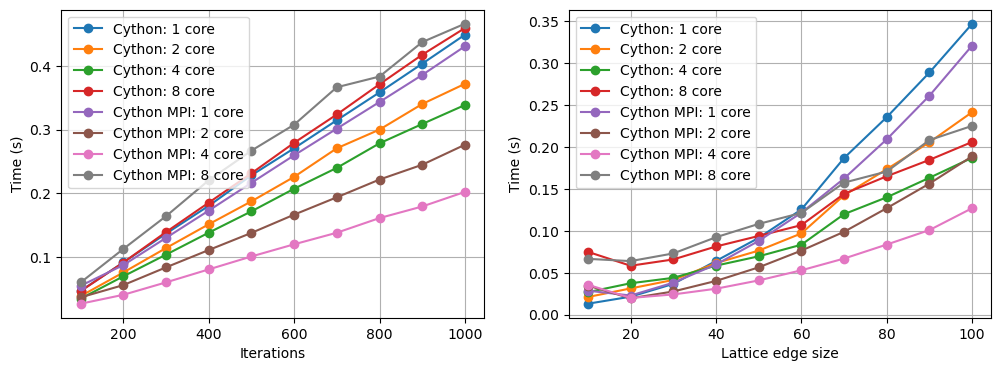 Time (s)
0.4
0.3
0.2
0.1
Cython: 1 core
Cython: 2 core
Cython: 4 core
Cython: 8 core
Cython MPI: 1 core
Cython MPI: 2 core
Cython MPI: 4 core
Cython MPI: 8 core
200
400
600
800
1000
Iterations
Time (s)
0.35
0.30
0.25
0.20
0.15
0.10
0.05
0.00
Cython: 1 core
Cython: 2 core
Cython: 4 core
Cython: 8 core
Cython MPI: 1 core
Cython MPI: 2 core
Cython MPI: 4 core
Cython MPI: 8 core
20
40
60
80
100
Lattice edge size